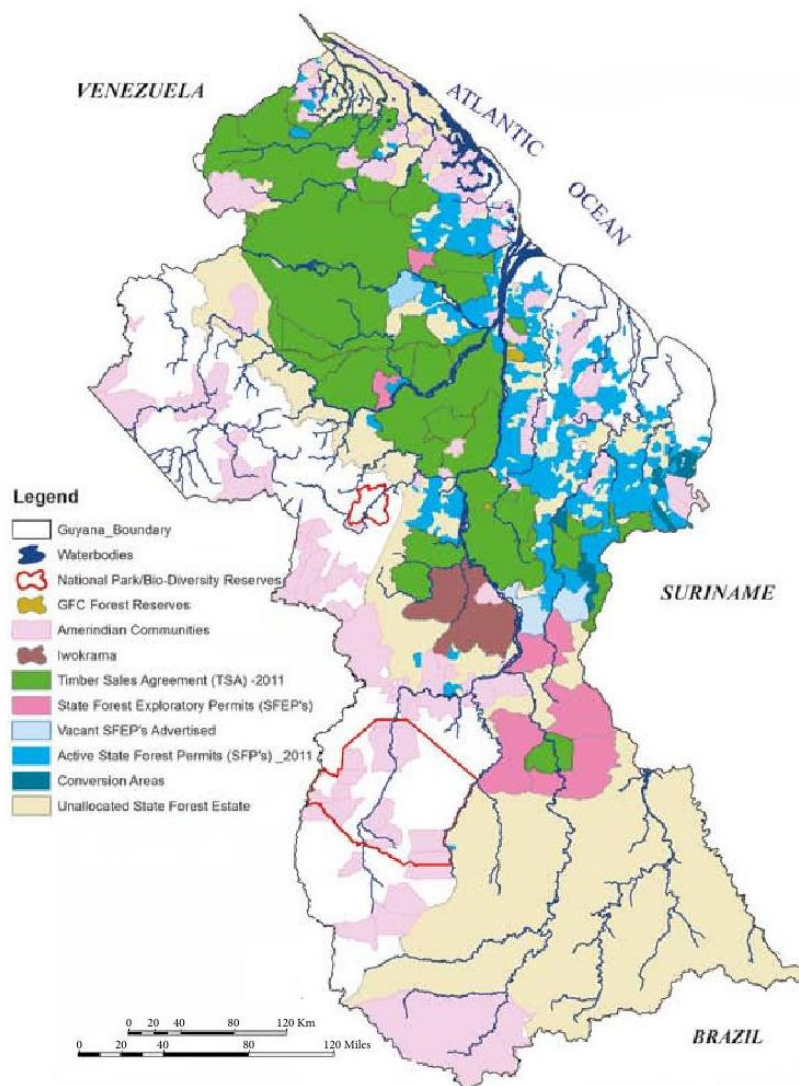 VENEZUELA
ATLANTIC
OCEAN
Legend
Guyana_Boundary
Waterbodies
National Park/Bio-Diversity Reserves
GFC Forest Reserves
Amerindian Communities
Iwokrama
Timber Sales Agreement (TSA) -2011
State Forest Exploratory Permits (SFEP's)
Vacant SFEP's Advertised
Active State Forest Permits (SFP's) _2011
Conversion Areas
Unallocated State Forest Estate
SURINAME
BRAZIL
0 20 40 80 120 Km
0 20 40 80 120 Miles